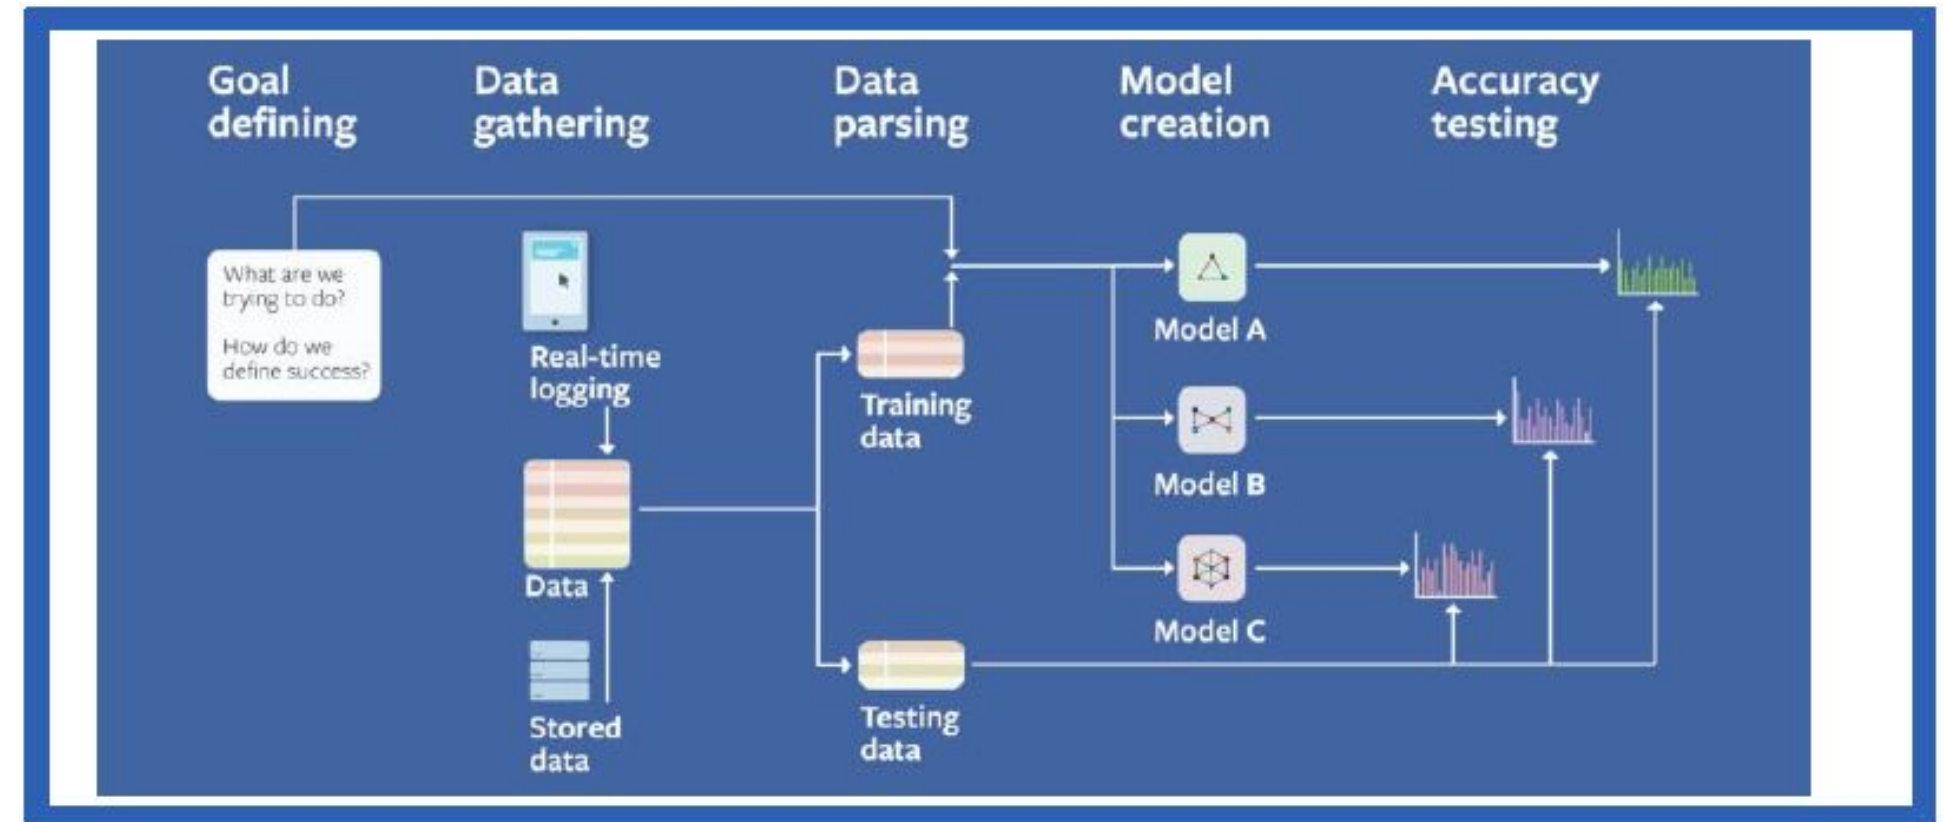 Goal
defining
Data
gathering
Data
parsing
Model
creation
Accuracy
testing
What are we
trying to do?
How do we
define success?
Real-time
logging
Data
Stored
data
Training
data
Testing
data
Model A
Model B
Model C